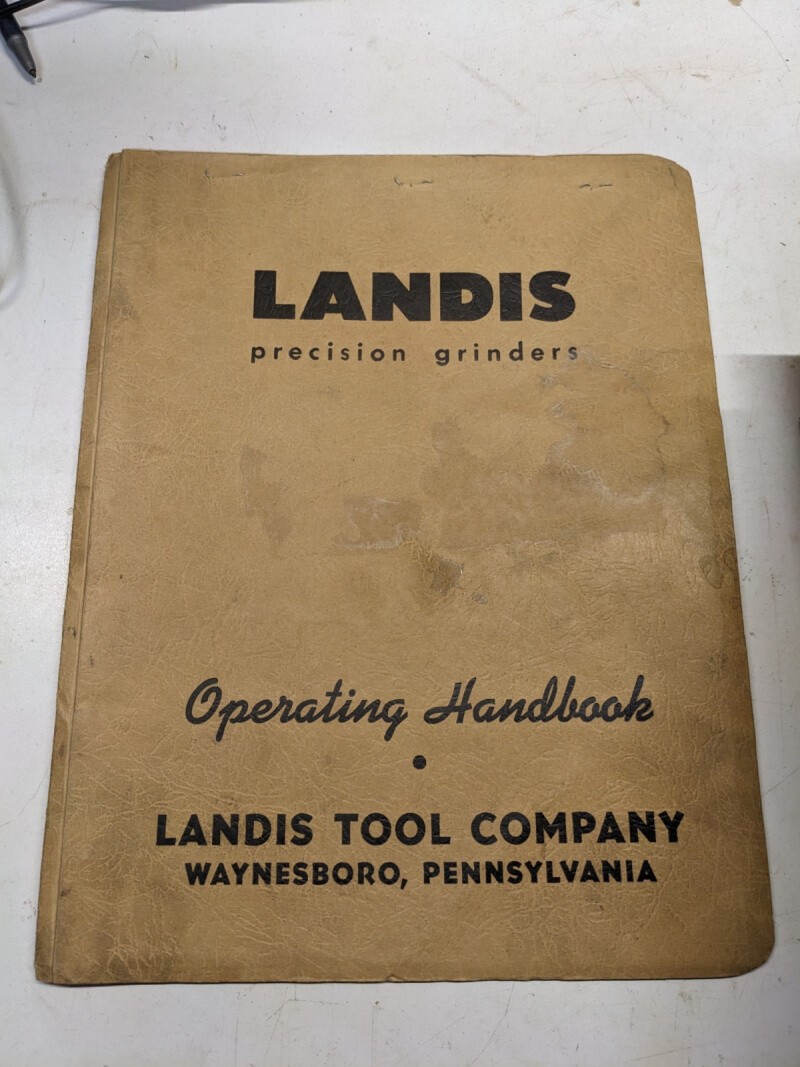 LANDIS
precision grinders
Operating Handbook
•
LANDIS TOOL COMPANY
WAYNESBORO, PENNSYLVANIA